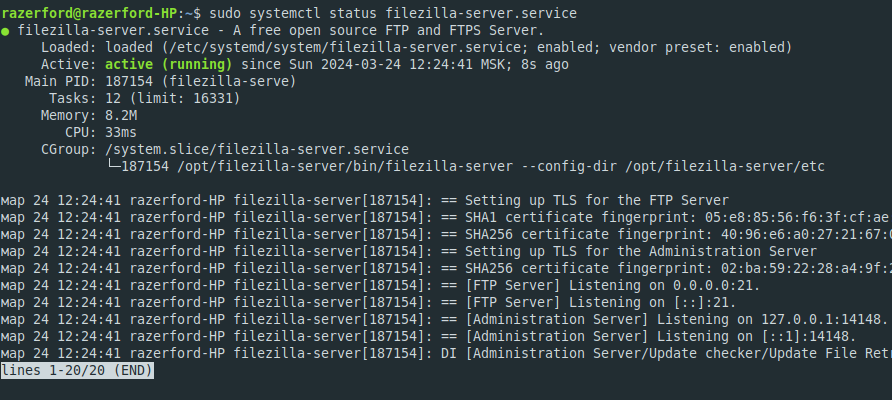 razerford@razerford-HP:~$ sudo systemctl status filezilla-server.service
● filezilla-server.service - A free open source FTP and FTPS Server.
Loaded: loaded (/etc/systemd/system/filezilla-server.service; enabled; vendor preset: enabled)
Active: active (running) since Sun 2024-03-24 12:24:41 MSK; 8s ago
Main PID: 187154 (filezilla-serve)
Tasks: 12 (limit: 16331)
Memory: 8.2M
CPU: 33ms
CGroup: /system.slice/filezilla-server.service
└─187154 /opt/filezilla-server/bin/filezilla-server --config-dir /opt/filezilla-server/etc
мар 24 12:24:41 razerford-HP filezilla-server[187154]: == Setting up TLS for the FTP Server
мар 24 12:24:41 razerford-HP filezilla-server[187154]: == SHA1 certificate fingerprint: 05:e8:85:56:f6:3f:cf:ae
мар 24 12:24:41 razerford-HP filezilla-server[187154]: == SHA256 certificate fingerprint: 40:96:e6:a0:27:21:67:
мар 24 12:24:41 razerford-HP filezilla-server[187154]: == Setting up TLS for the Administration Server
мар 24 12:24:41 razerford-HP filezilla-server[187154]: == SHA256 certificate fingerprint: 02:ba:59:22:28:a4:9f:
мар 24 12:24:41 razerford-HP filezilla-server[187154]: == [FTP Server] Listening on 0.0.0.0:21.
мар 24 12:24:41 razerford-HP filezilla-server[187154]: == [FTP Server] Listening on [::]:21.
мар 24 12:24:41 razerford-HP filezilla-server[187154]: == [Administration Server] Listening on 127.0.0.1:14148.
мар 24 12:24:41 razerford-HP filezilla-server[187154]: == [Administration Server] Listening on [::1]:14148.
мар 24 12:24:41 razerford-HP filezilla-server[187154]: DI [Administration Server/Update checker/Update File Retr
lines 1-20/20 (END)